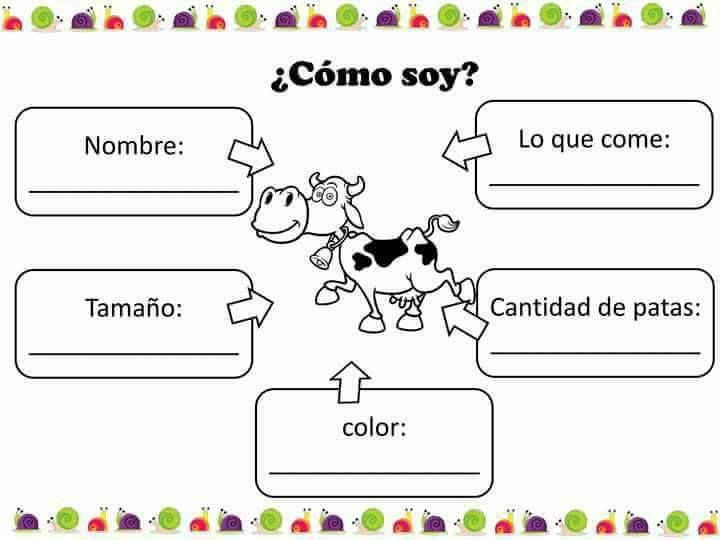 ¿Cómo soy?
Nombre:
Lo que come:
Tamaño:
Cantidad de patas:
color: